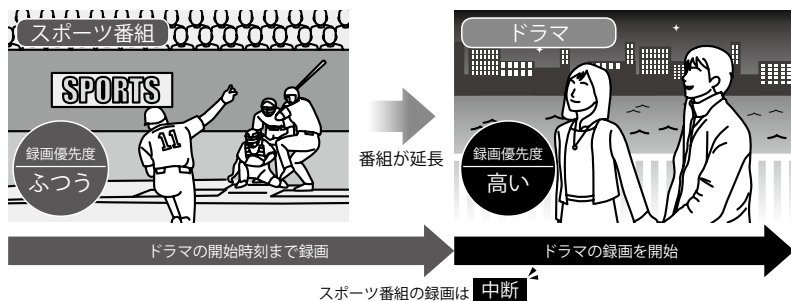 スポーツ番組
SPORTS
11
録画優先度
ふつう
番組が延長
ドラマ
録画優先度
高い
ドラマの開始時刻まで録画
ドラマの録画を開始
スポーツ番組の録画は 中断